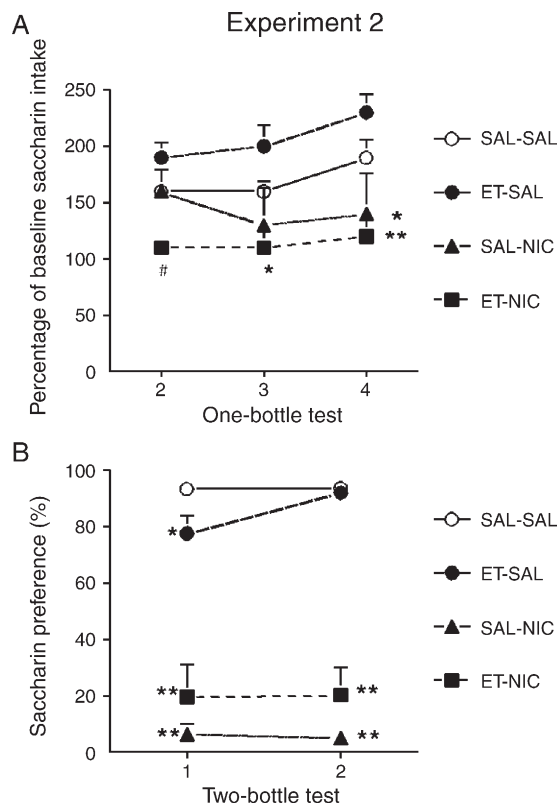 A
Experiment 2
Percentage of baseline saccharin intake
250
200
150
100
50
0
#
*
*
**
2 3 4
One-bottle test
SAL-SAL
ET-SAL
SAL-NIC
ET-NIC
B
Saccharin preference (%)
100
80
60
40
20
0
*
** **
** **
1 2
Two-bottle test
SAL-SAL
ET-SAL
SAL-NIC
ET-NIC